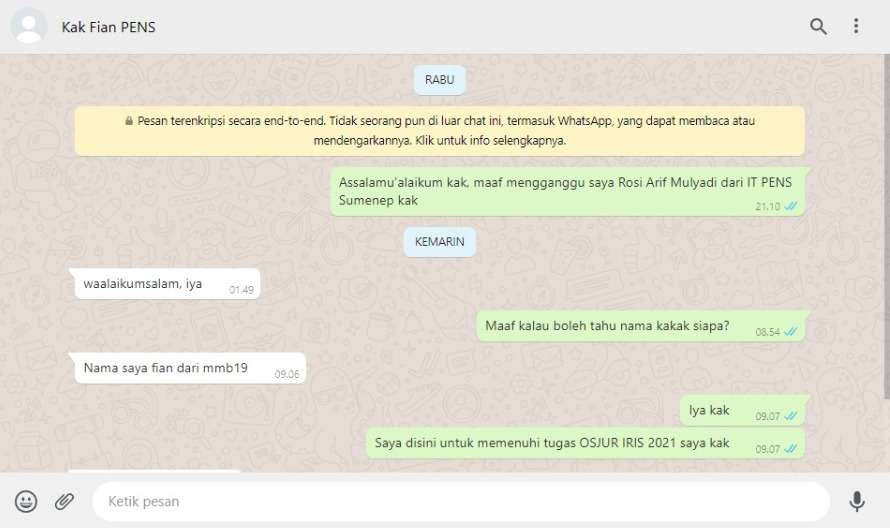 Kak Fian PENS
RABU
Pesan terenkripsi secara end-to-end. Tidak seorang pun di luar chat ini, termasuk WhatsApp, yang dapat membaca atau
mendengarkannya. Klik untuk info selengkapnya.
Assalamu'alaikum kak, maaf mengganggu saya Rosi Arif Mulyadi dari IT PENS
Sumenep kak
21.10
KEMARIN
waalaikumsalam, iya
01.49
Maaf kalau boleh tahu nama kakak siapa?
08.54
Nama saya fian dari mmb19
09.06
Iya kak
09.07
Saya disini untuk memenuhi tugas OSJUR IRIS 2021 saya kak
09.07
Ketik pesan